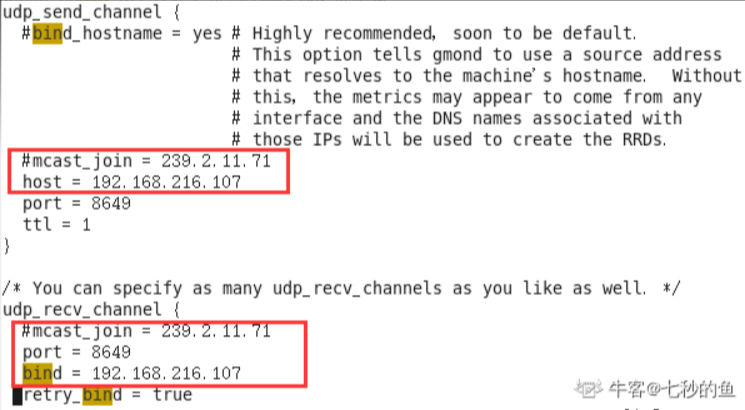 udp_send_channel {
#bind_hostname = yes # Highly recommended, soon to be default.
# This option tells gmond to use a source address
# that resolves to the machine's hostname. Without
# this, the metrics may appear to come from any
# interface and the DNS names associated with
# those IPs will be used to create the RRDs.
#mcast_join = 239.2.11.71
host = 192.168.216.107
port = 8649
ttl = 1
}
/* You can specify as many udp_recv_channels as you like as well. */
udp_recv_channel {
#mcast_join = 239.2.11.71
port = 8649
bind = 192.168.216.107
retry_bind = true
牛客@七秒的鱼